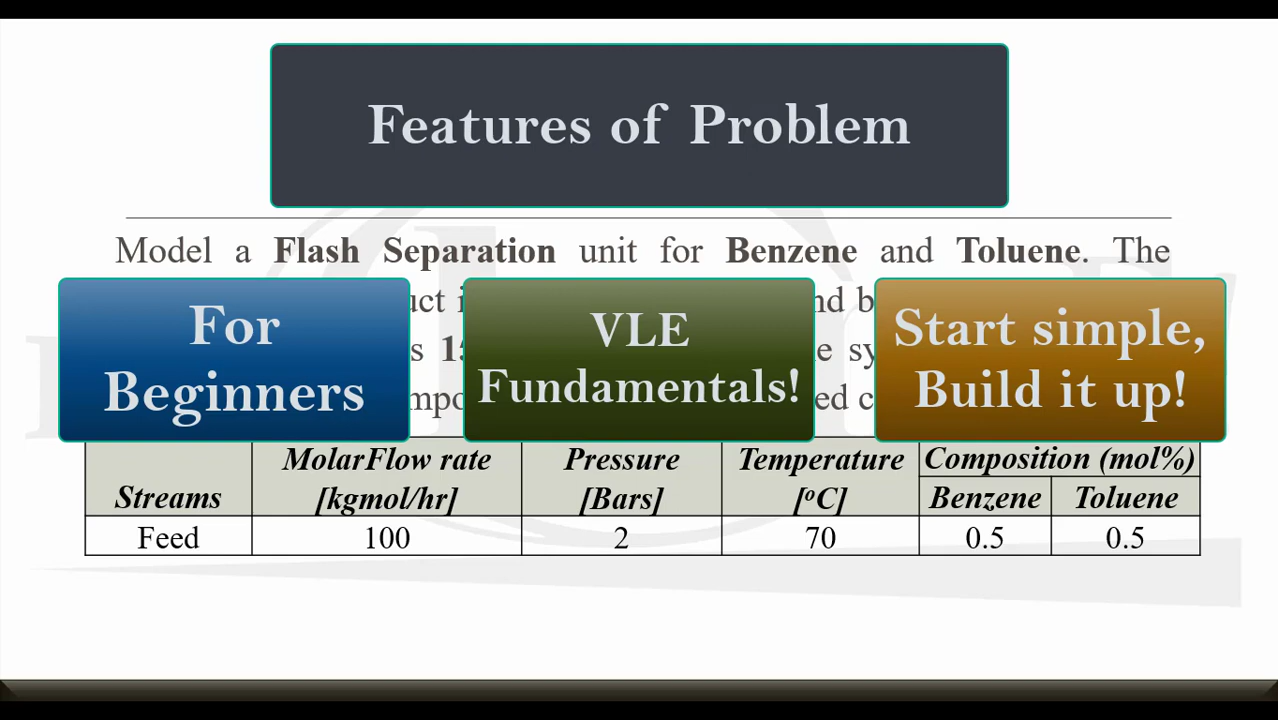 Features of Problem
Model a Flash Separation unit for Benzene and Toluene. The
For
Beginners
VLE
Fundamentals!
Start simple,
Build it up!
Streams MolarFlow rate [kgmol/hr] Pressure [Bars] Temperature [ºC] Composition (mol%)
Benzene Toluene
Feed 100 2 70 0.5 0.5